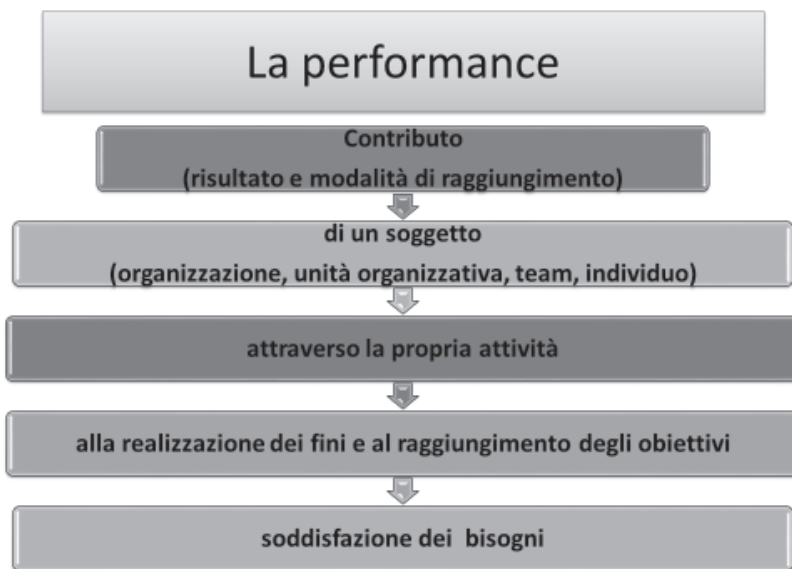 La performance
Contributo
(risultato e modalità di raggiungimento)
di un soggetto
(organizzazione, unità organizzativa, team, individuo)
attraverso la propria attività
alla realizzazione dei fini e al raggiungimento degli obiettivi
soddisfazione dei bisogni